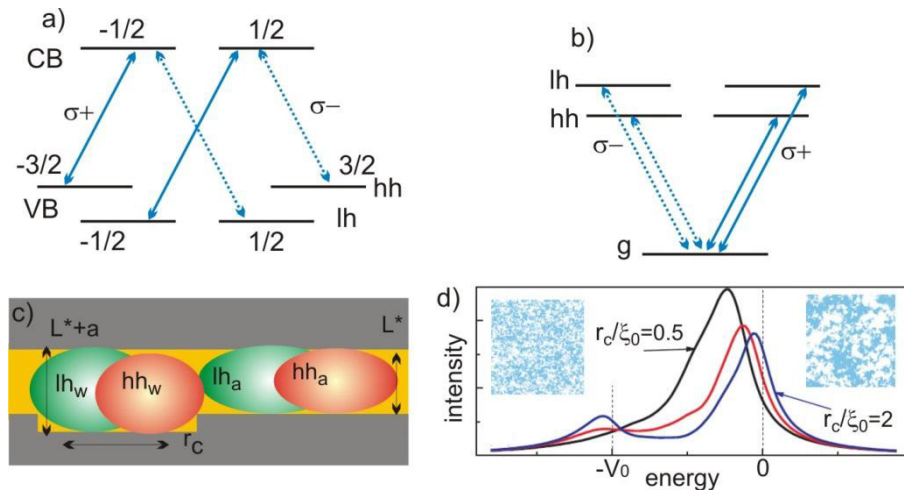 a)
-1/2
1/2
CB
σ+
σ−
-3/2
3/2
hh
VB
lh
-1/2
1/2
b)
lh
hh
σ−
σ+
g
c)
L*+a
L*
lhw
hhw
lha
hha
rc
d)
intensity
rc/ξ0=0.5
rc/ξ0=2
-V0
0
energy